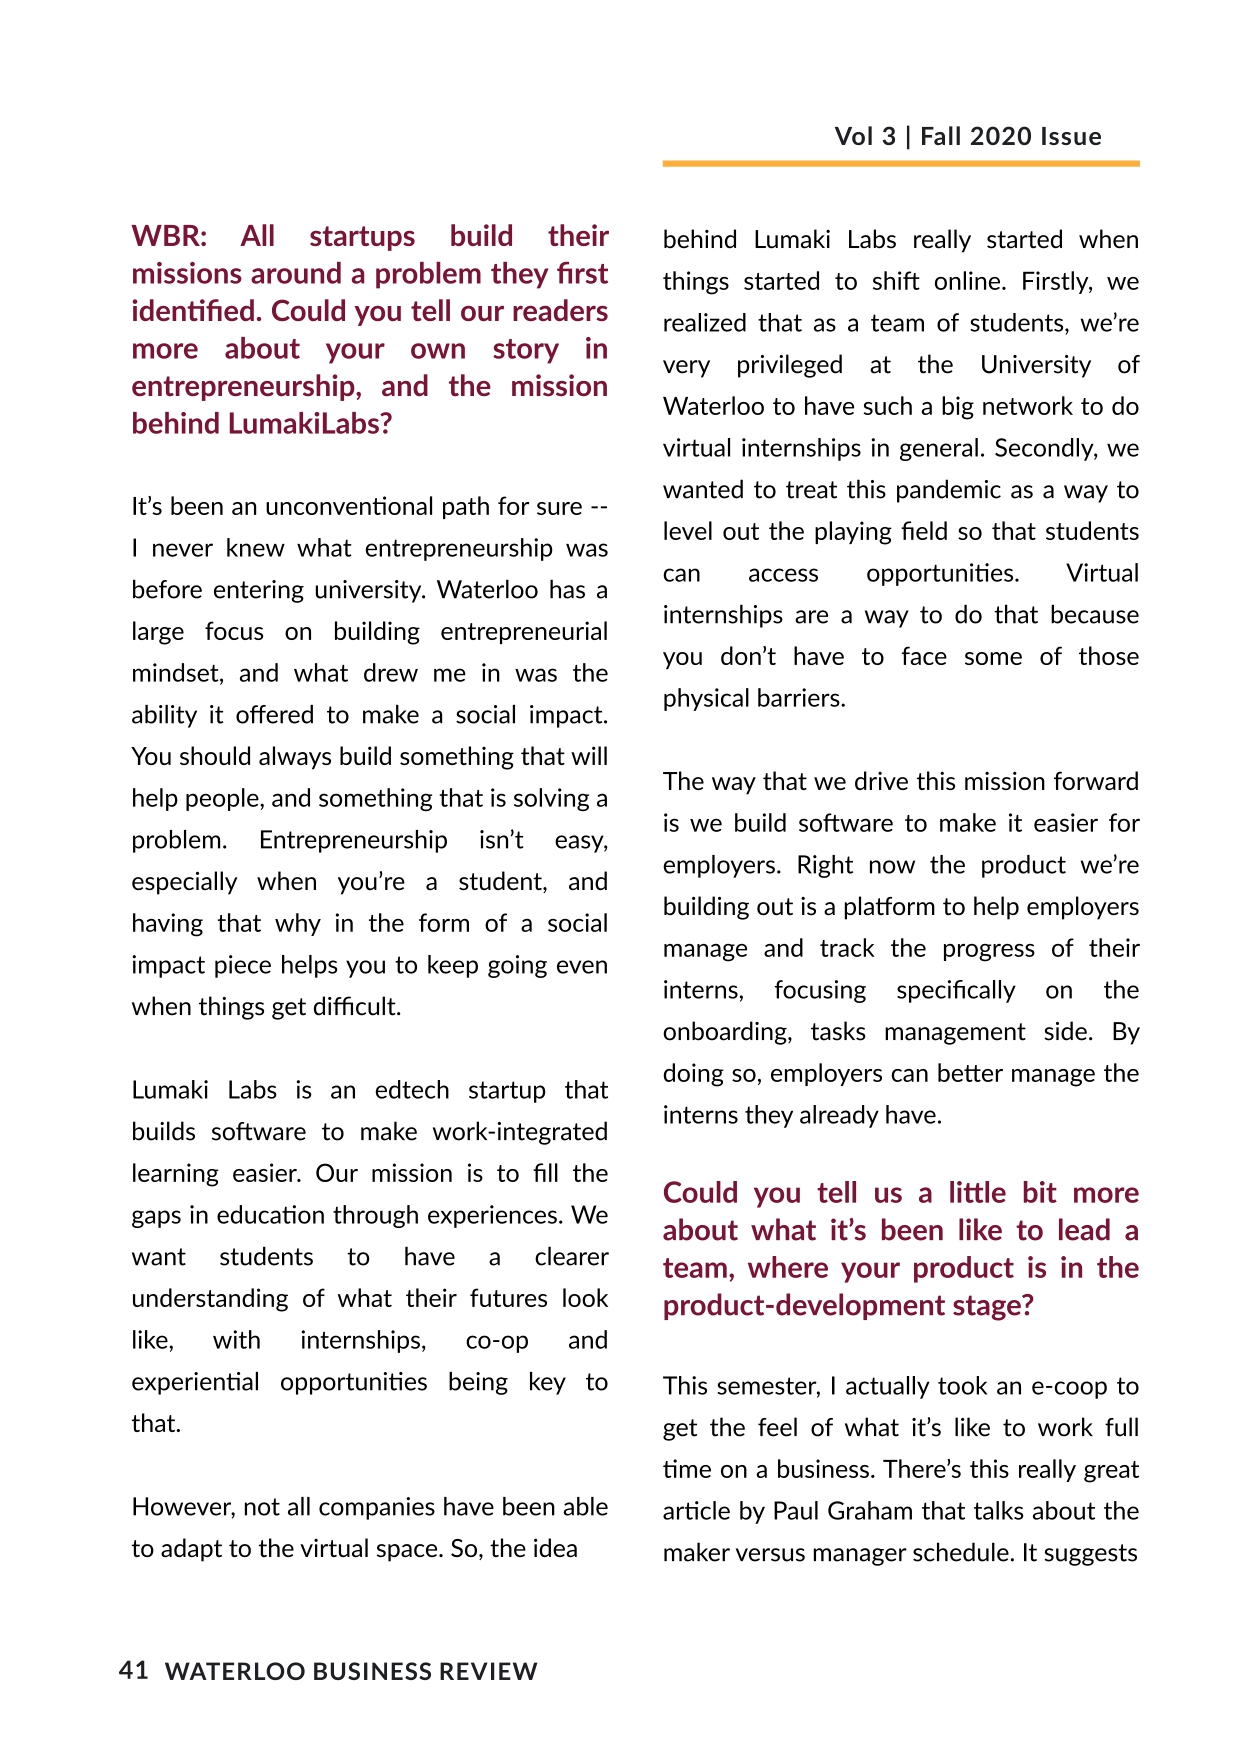 Vol 3 | Fall 2020 Issue
WBR: All startups build their
missions around a problem they first
identified. Could you tell our readers
more about your own story in
entrepreneurship, and the mission
behind LumakiLabs?
It’s been an unconventional path for sure --
I never knew what entrepreneurship was
before entering university. Waterloo has a
large focus on building entrepreneurial
mindset, and what drew me in was the
ability it offered to make a social impact.
You should always build something that will
help people, and something that is solving a
problem. Entrepreneurship isn’t easy,
especially when you’re a student, and
having that why in the form of a social
impact piece helps you to keep going even
when things get difficult.
Lumaki Labs is an edtech startup that
builds software to make work-integrated
learning easier. Our mission is to fill the
gaps in education through experiences. We
want students to have a clearer
understanding of what their futures look
like, with internships, co-op and
experiential opportunities being key to
that.
However, not all companies have been able
to adapt to the virtual space. So, the idea
behind Lumaki Labs really started when
things started to shift online. Firstly, we
realized that as a team of students, we’re
very privileged at the University of
Waterloo to have such a big network to do
virtual internships in general. Secondly, we
wanted to treat this pandemic as a way to
level out the playing field so that students
can access opportunities. Virtual
internships are a way to do that because
you don’t have to face some of those
physical barriers.
The way that we drive this mission forward
is we build software to make it easier for
employers. Right now the product we’re
building out is a platform to help employers
manage and track the progress of their
interns, focusing specifically on the
onboarding, tasks management side. By
doing so, employers can better manage the
interns they already have.
Could you tell us a little bit more
about what it’s been like to lead a
team, where your product is in the
product-development stage?
This semester, I actually took an e-coop to
get the feel of what it’s like to work full
time on a business. There’s this really great
article by Paul Graham that talks about the
maker versus manager schedule. It suggests
41 WATERLOO BUSINESS REVIEW